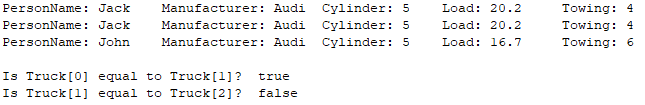 PersonName: Jack    Manufacturer: Audi  Cylinder: 5    Load: 20.2     Towing: 4
PersonName: Jack    Manufacturer: Audi  Cylinder: 5    Load: 20.2     Towing: 4
PersonName: John    Manufacturer: Audi  Cylinder: 5    Load: 16.7     Towing: 6

Is Truck[0] equal to Truck[1]?  true
Is Truck[1] equal to Truck[2]?  false